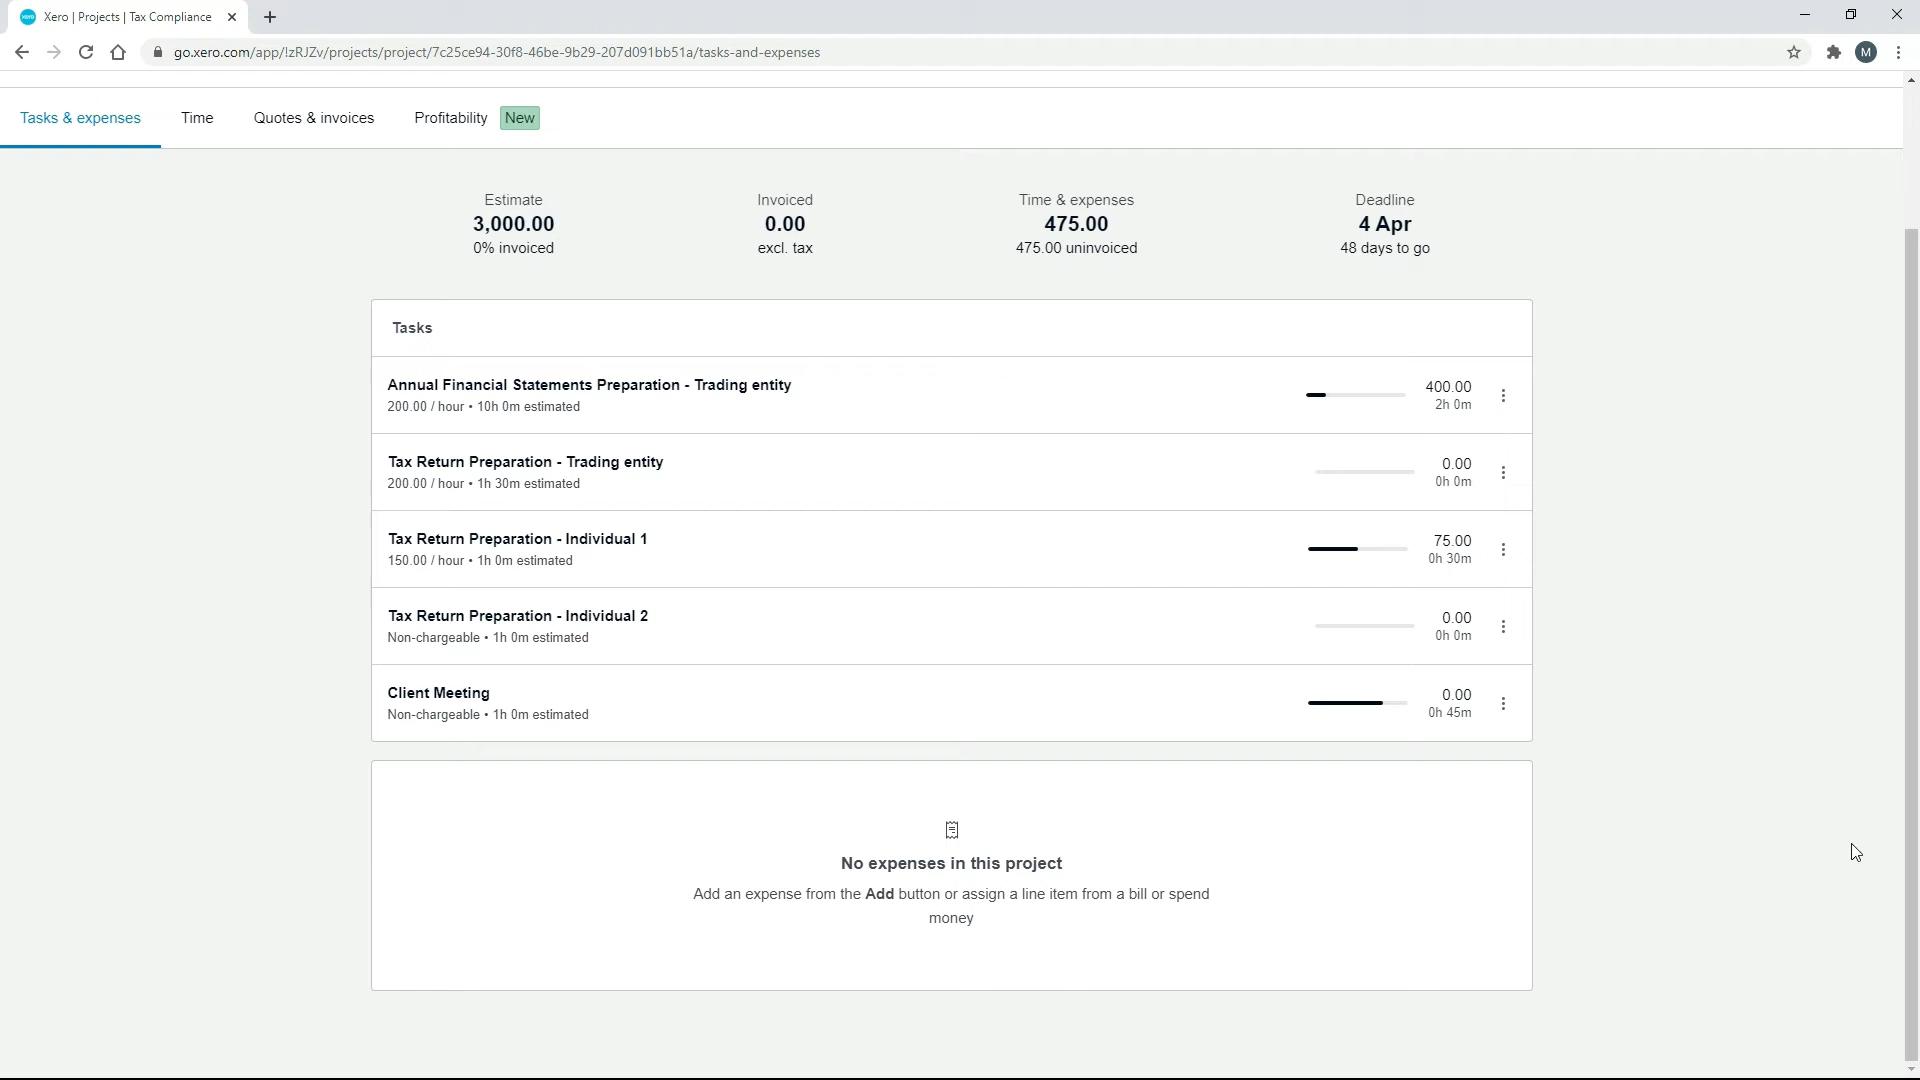 Xero | Projects | Tax Compliance
go.xero.com/app/!zRJZv/projects/project/7c25ce94-30f8-46be-9b29-207d091bb51a/tasks-and-expenses
M
Tasks & expenses Time Quotes & invoices Profitability New
Estimate Invoiced Time & expenses Deadline
3,000.00 0.00 475.00 4 Apr
0% invoiced excl. tax 475.00 uninvoiced 48 days to go
Tasks
Annual Financial Statements Preparation - Trading entity 400.00
200.00 / hour • 10h 0m estimated 2h 0m
Tax Return Preparation - Trading entity 0.00
200.00 / hour • 1h 30m estimated 0h 0m
Tax Return Preparation - Individual 1 75.00
150.00 / hour • 1h 0m estimated 0h 30m
Tax Return Preparation - Individual 2 0.00
Non-chargeable • 1h 0m estimated 0h 0m
Client Meeting 0.00
Non-chargeable • 1h 0m estimated 0h 45m
No expenses in this project
Add an expense from the Add button or assign a line item from a bill or spend
money